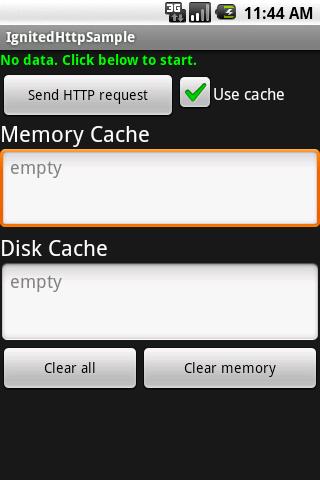 3G 11:44 AM
IgnitedHttpSample
No data. Click below to start.
Send HTTP request Use cache
Memory Cache
empty
Disk Cache
empty
Clear all Clear memory